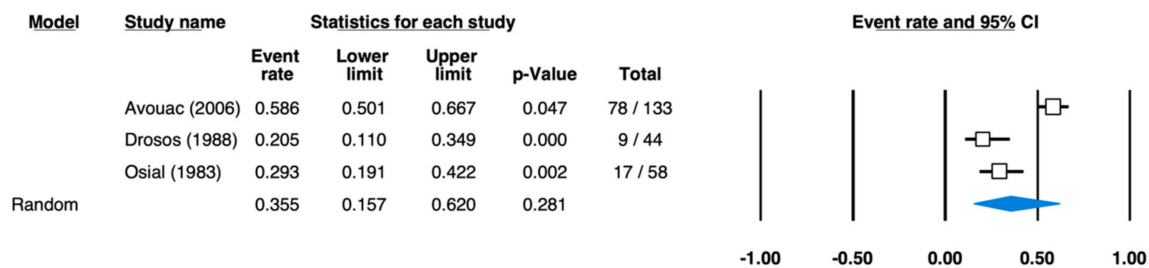 Model Study name Statistics for each study Event rate and 95% CI
Event Lower Upper
rate limit limit p-Value Total
Avouac (2006) 0.586 0.501 0.667 0.047 78 / 133
Drosos (1988) 0.205 0.110 0.349 0.000 9 / 44
Osial (1983) 0.293 0.191 0.422 0.002 17 / 58
Random 0.355 0.157 0.620 0.281
-1.00 -0.50 0.00 0.50 1.00